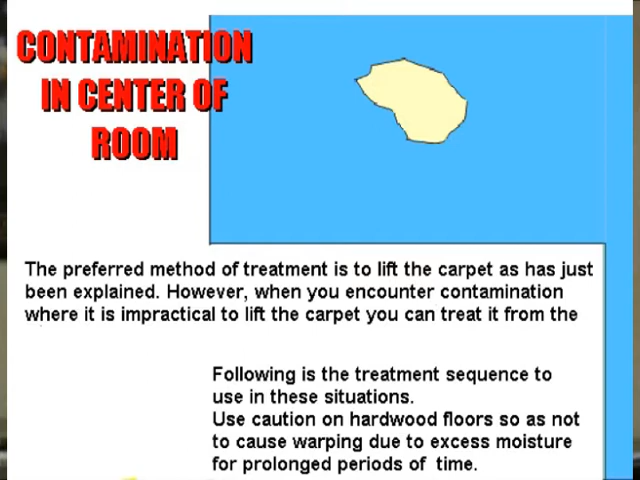 CONTAMINATION
IN CENTER OF
ROOM
The preferred method of treatment is to lift the carpet as has just
been explained. However, when you encounter contamination
where it is impractical to lift the carpet you can treat it from the
Following is the treatment sequence to
use in these situations.
Use caution on hardwood floors so as not
to cause warping due to excess moisture
for prolonged periods of time.